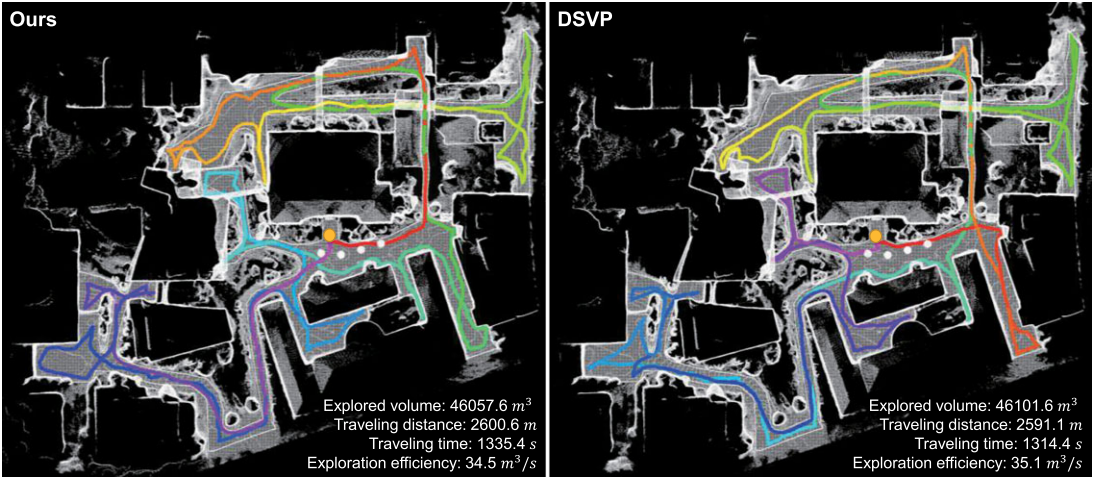 Ours
Explored volume: 46057.6 m³
Traveling distance: 2600.6 m
Traveling time: 1335.4 s
Exploration efficiency: 34.5 m³/s
DSVP
Explored volume: 46101.6 m³
Traveling distance: 2591.1 m
Traveling time: 1314.4 s
Exploration efficiency: 35.1 m³/s